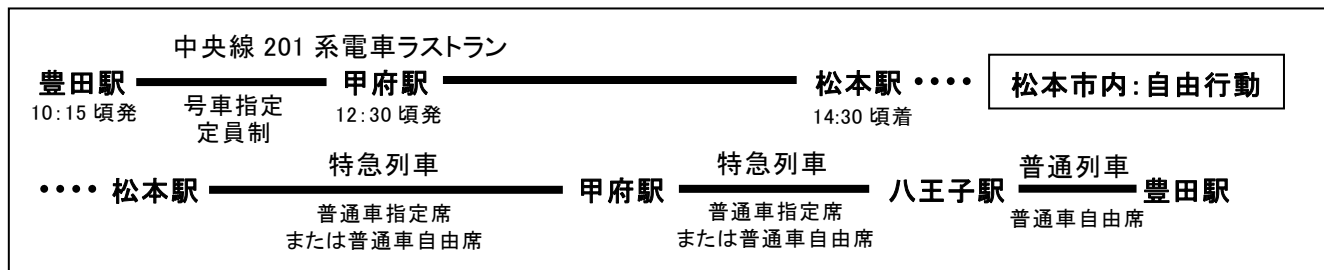 中央線 201 系電車ラストラン
豊田駅 甲府駅 松本駅 ････ 松本市内：自由行動
10：15 頃発 号車指定 12：30 頃発 14:30 頃着
定員制
特急列車 特急列車 普通列車
････ 松本駅 甲府駅 八王子駅 豊田駅
普通車指定席 普通車指定席 普通車自由席
または普通車自由席 または普通車自由席